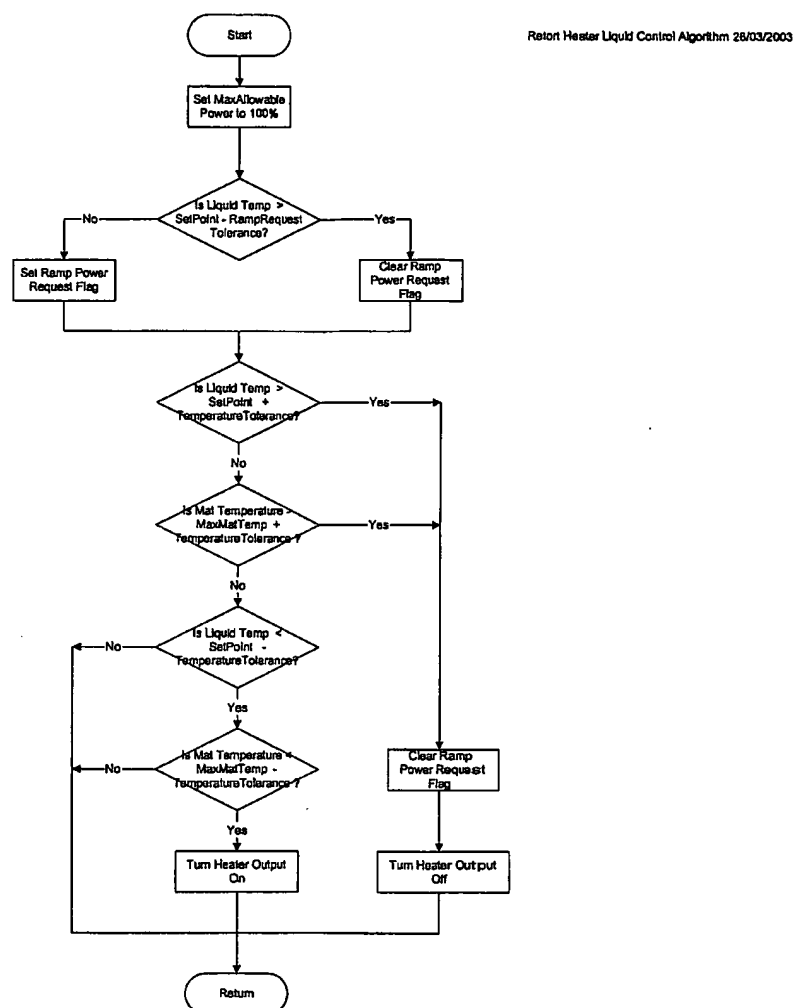 Retort Heater Liquid Control Algorithm 28/03/2003
Start
Set MaxAllowable
Power to 100%
Is Liquid Temp >
SetPoint - RampRequest
Tolerance?
No
Yes
Set Ramp Power
Request Flag
Clear Ramp
Power Request
Flag
Is Liquid Temp >
SetPoint +
TemperatureTolerance?
Yes
No
Is Mat Temperature -
MaxMatTemp +
TemperatureTolerance ?
Yes
No
Is Liquid Temp <
SetPoint -
TemperatureTolerance?
No
Yes
Is Mat Temperature <
MaxMatTemp -
TemperatureTolerance ?
No
Yes
Clear Ramp
Power Request
Flag
Turn Heater Output
On
Turn Heater Output
Off
Return